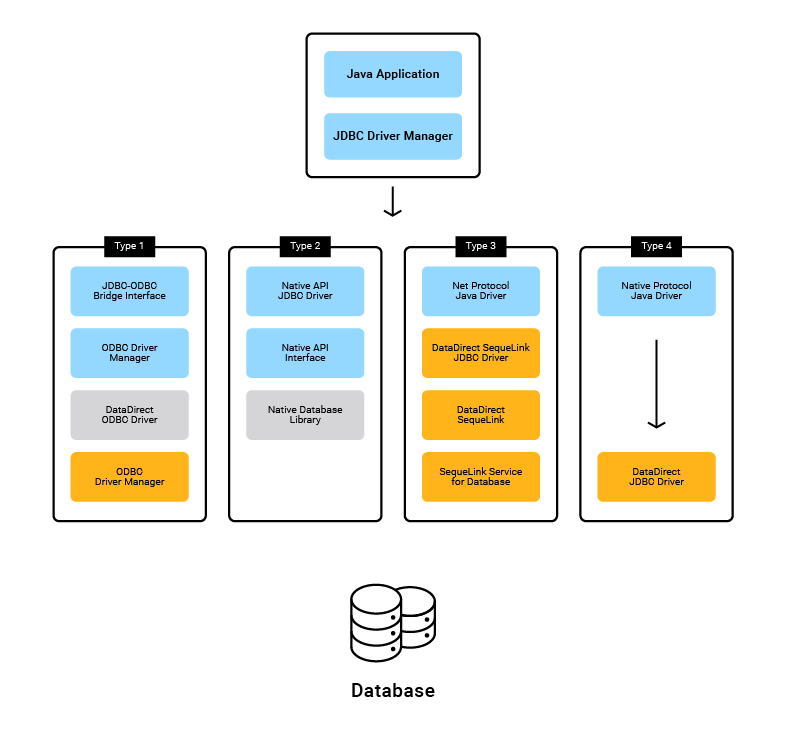 Java Application
JDBC Driver Manager
Type 1
JDBC-ODBC
Bridge Interface
ODBC Driver
Manager
DataDirect
ODBC Driver
ODBC
Driver Manager
Type 2
Native API
JDBC Driver
Native API
Interface
Native Database
Library
Type 3
Net Protocol
Java Driver
DataDirect SequeLink
JDBC Driver
DataDirect
SequeLink
SequeLink Service
for Database
Type 4
Native Protocol
Java Driver
DataDirect
JDBC Driver
Database